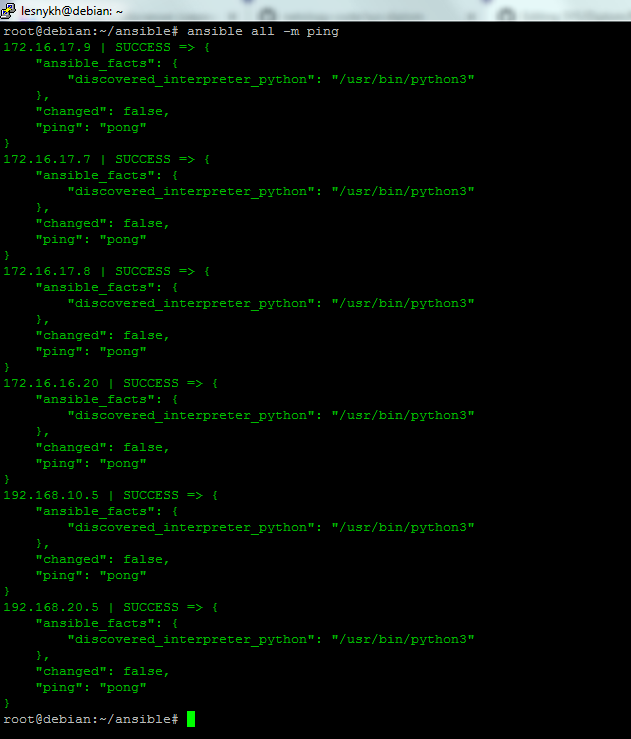 lesnykh@debian: ~
root@debian:~/ansible# ansible all -m ping
172.16.17.9 | SUCCESS => {
    "ansible_facts": {
        "discovered_interpreter_python": "/usr/bin/python3"
    },
    "changed": false,
    "ping": "pong"
}
172.16.17.7 | SUCCESS => {
    "ansible_facts": {
        "discovered_interpreter_python": "/usr/bin/python3"
    },
    "changed": false,
    "ping": "pong"
}
172.16.17.8 | SUCCESS => {
    "ansible_facts": {
        "discovered_interpreter_python": "/usr/bin/python3"
    },
    "changed": false,
    "ping": "pong"
}
172.16.16.20 | SUCCESS => {
    "ansible_facts": {
        "discovered_interpreter_python": "/usr/bin/python3"
    },
    "changed": false,
    "ping": "pong"
}
192.168.10.5 | SUCCESS => {
    "ansible_facts": {
        "discovered_interpreter_python": "/usr/bin/python3"
    },
    "changed": false,
    "ping": "pong"
}
192.168.20.5 | SUCCESS => {
    "ansible_facts": {
        "discovered_interpreter_python": "/usr/bin/python3"
    },
    "changed": false,
    "ping": "pong"
}
root@debian:~/ansible#